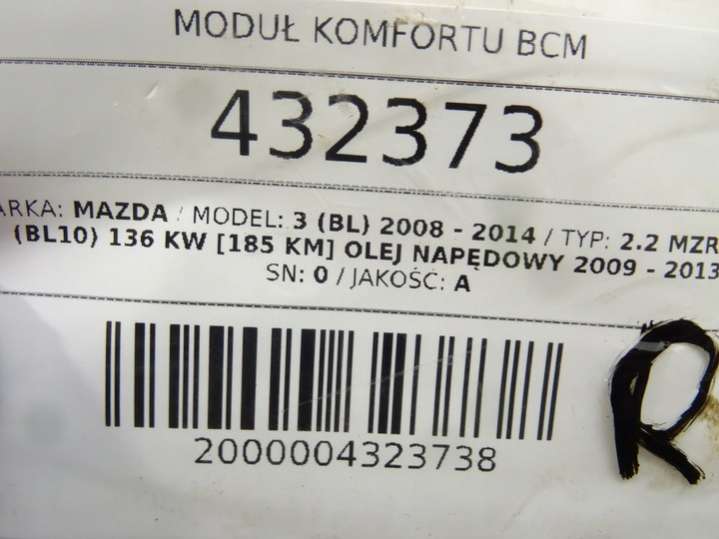 MODUŁ KOMFORTU BCM
432373
ARKA: MAZDA / MODEL: 3 (BL) 2008 - 2014 / TYP: 2.2 MZR
(BL10) 136 KW [185 KM] OLEJ NAPĘDOWY 2009 - 2013
SN: 0 / JAKOŚĆ: A
2000004323738
R